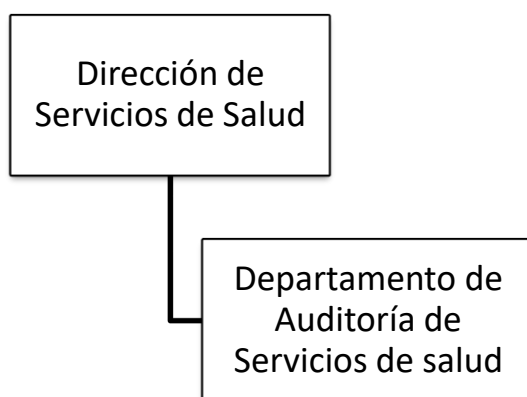 Dirección de
Servicios de Salud
Departamento de
Auditoría de
Servicios de salud